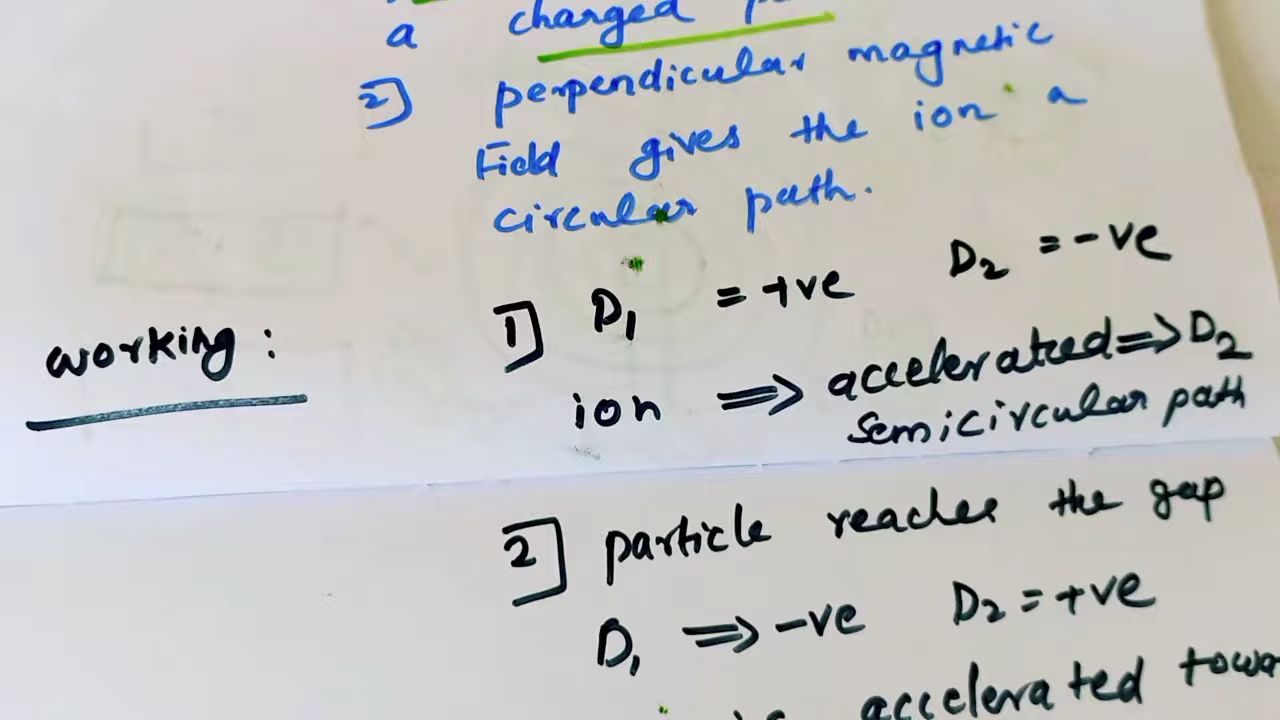 a charged
2] perpendicular magnetic
Field gives the ion a
circular path.
working :
1] D1 = +ve D2 = -ve
ion ⇒ accelerated ⇒ D2
semicircular path
2] particle reaches the gap
D1 ⇒ -ve D2 = +ve
accelerated towa